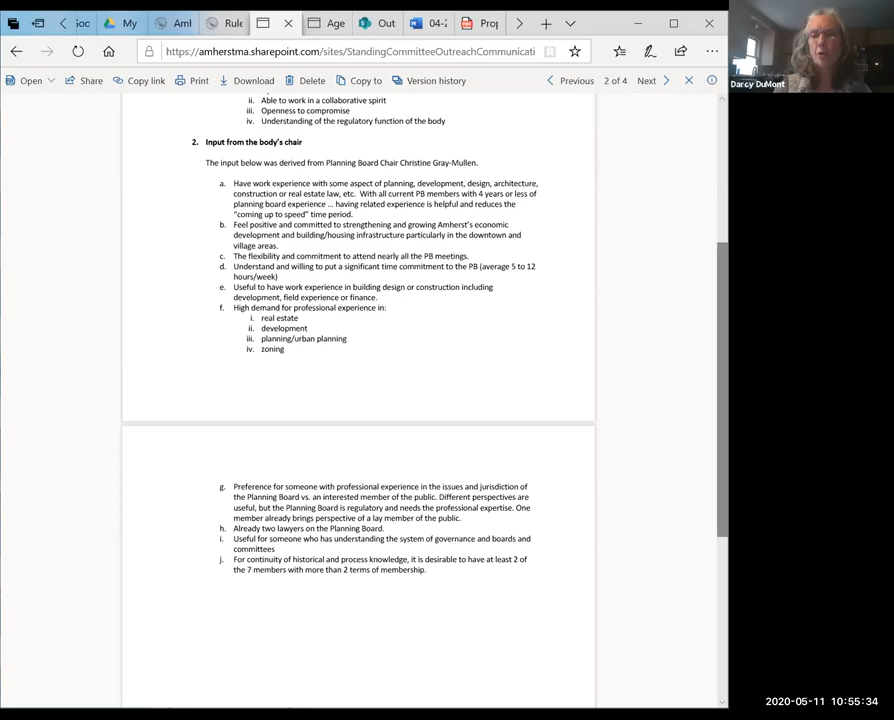 oc
My
Aml
Rule
Age
Out
04-2
Prop
https://amherstma.sharepoint.com/sites/StandingCommitteeOutreachCommunicati
Open
Share
Copy link
Print
Download
Delete
Copy to
Version history
Previous
2 of 4
Next
Darcy DuMont
ii. Able to work in a collaborative spirit
iii. Openness to compromise
iv. Understanding of the regulatory function of the body
2. Input from the body's chair
The input below was derived from Planning Board Chair Christine Gray-Mullen.
a. Have work experience with some aspect of planning, development, design, architecture,
construction or real estate law, etc. With all current PB members with 4 years or less of
planning board experience ... having related experience is helpful and reduces the
"coming up to speed" time period.
b. Feel positive and committed to strengthening and growing Amherst's economic
development and building/housing infrastructure particularly in the downtown and
village areas.
c. The flexibility and commitment to attend nearly all the PB meetings.
d. Understand and willing to put a significant time commitment to the PB (average 5 to 12
hours/week)
e. Useful to have work experience in building design or construction including
development, field experience or finance.
f. High demand for professional experience in:
i. real estate
ii. development
iii. planning/urban planning
iv. zoning
g. Preference for someone with professional experience in the issues and jurisdiction of
the Planning Board vs. an interested member of the public. Different perspectives are
useful, but the Planning Board is regulatory and needs the professional expertise. One
member already brings perspective of a lay member of the public.
h. Already two lawyers on the Planning Board.
i. Useful for someone who has understanding the system of governance and boards and
committees
j. For continuity of historical and process knowledge, it is desirable to have at least 2 of
the 7 members with more than 2 terms of membership.
2020-05-11 10:55:34